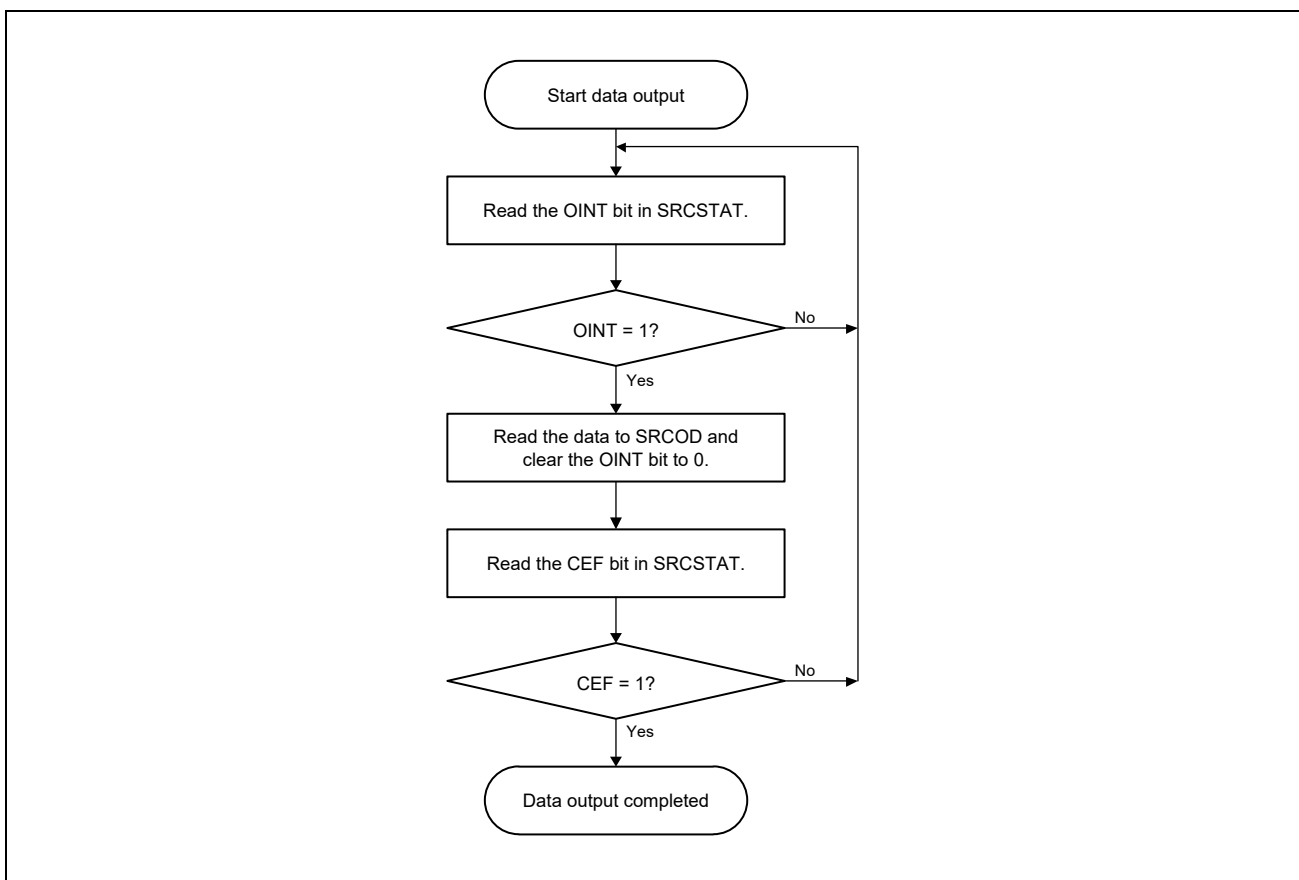 Start data output
Read the OINT bit in SRCSTAT.
OINT = 1?
No
Yes
Read the data to SRCOD and
clear the OINT bit to 0.
Read the CEF bit in SRCSTAT.
CEF = 1?
No
Yes
Data output completed